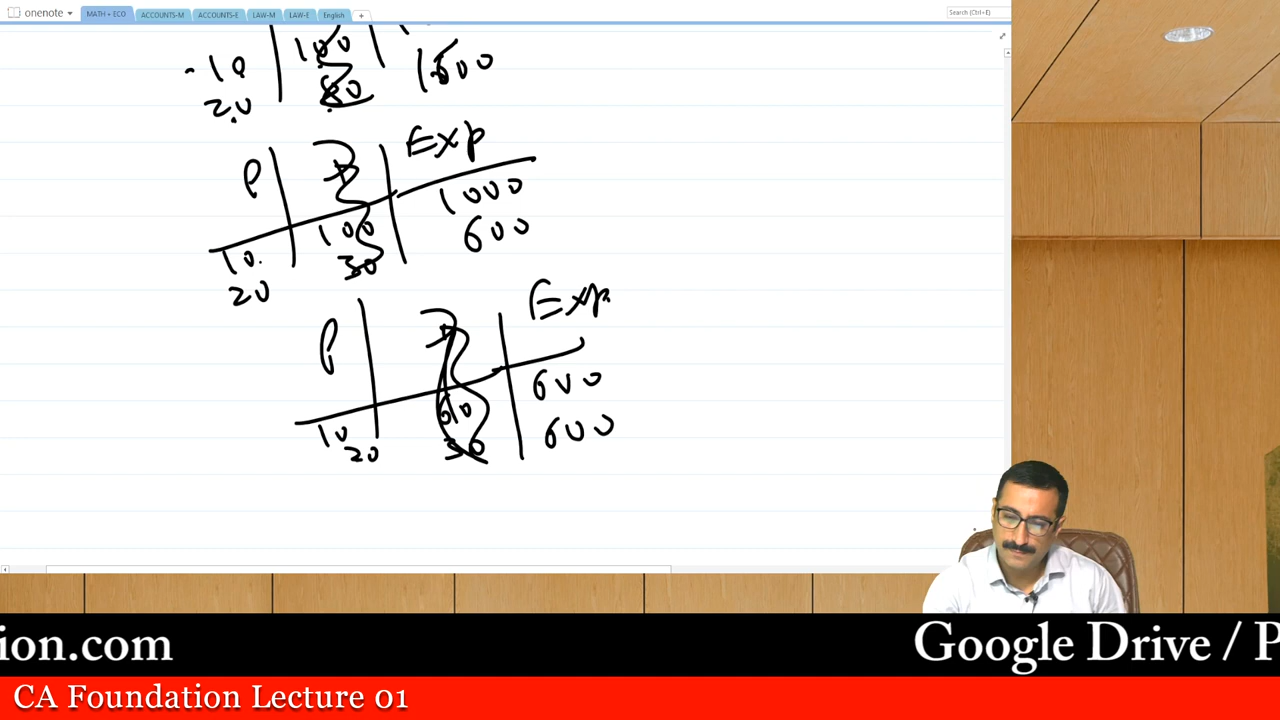 onenote MATH + ECO ACCOUNTS-M ACCOUNTS-E LAW-M LAW-E English + Search (Ctrl+E)
10 100 1600
20 80
P D Exp
10 100 1000
20 30 600
P D Exp
10 60 600
20 30 600
ion.com Google Drive / P
CA Foundation Lecture 01